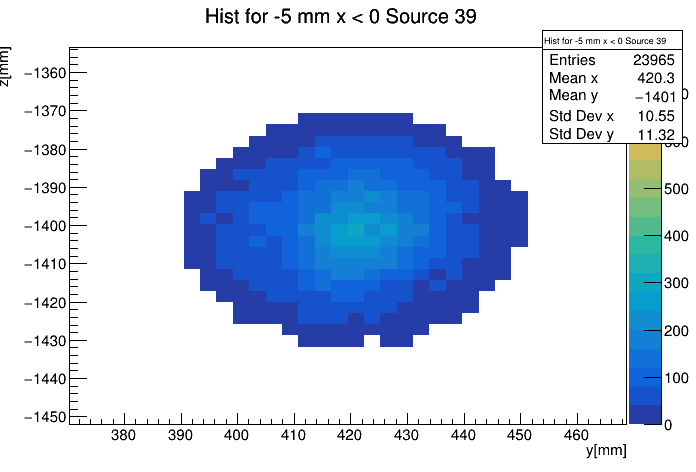 Hist for -5 mm x < 0 Source 39
Hist for -5 mm x < 0 Source 39
Entries 23965
Mean x 420.3
Mean y −1401
Std Dev x 10.55
Std Dev y 11.32
z[mm]
−1360
−1370
−1380
−1390
−1400
−1410
−1420
−1430
−1440
−1450
500
400
300
200
100
0
380 390 400 410 420 430 440 450 460
y[mm]